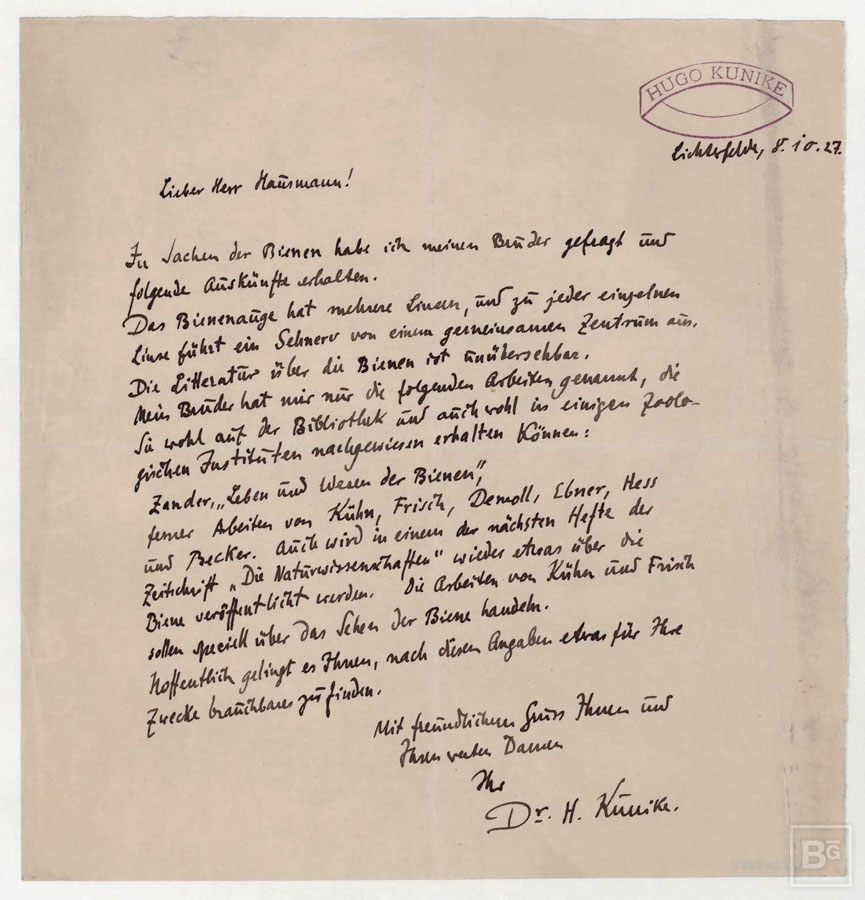 HUGO KUNIKE
Lichterfelde, 8.10.27.
Lieber Herr Hausmann!
In Sachen der Bienen habe ich meinen Bruder gefragt und
folgende Auskünfte erhalten.
Das Bienenauge hat mehrere Linsen, und zu jeder einzelnen
Linse führt ein Sehnerv von einem gemeinsamen Zentrum aus.
Die Litteratur über die Bienen ist unübersehbar.
Mein Bruder hat mir nur die folgenden Arbeiten genannt, die
Sie wohl auf der Bibliothek und auch wohl in einigen Zoolo-
gischen Instituten nachgewiesen erhalten können:
Zander, „Leben und Wesen der Bienen",
ferner Arbeiten von Kühn, Frisch, Demoll, Ebner, Hess
und Becker. Auch wird in einem der nächsten Hefte der
Zeitschrift „Die Naturwissenschaften" wieder etwas über die
Biene veröffentlicht werden. Die Arbeiten von Kühn und Frisch
sollen speciell über das Sehen der Biene handeln.
Hoffentlich gelingt es Ihnen, nach diesen Angaben etwas für Ihre
Zwecke brauchbares zu finden.
Mit freundlichem Gruss Ihnen und
Ihren werten Damen
Ihr
Dr. H. Kunike.
BG